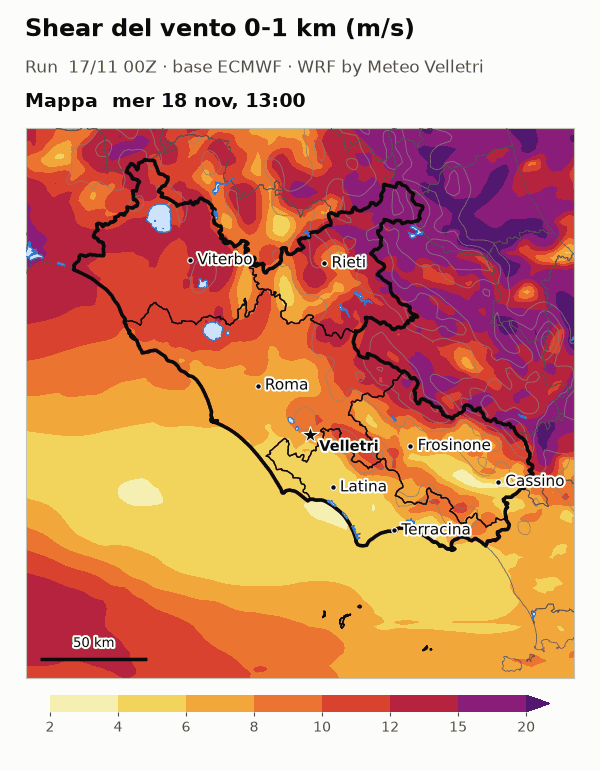 Shear del vento 0-1 km (m/s)
Run  17/11 00Z · base ECMWF · WRF by Meteo Velletri
Mappa  mer 18 nov, 13:00
Viterbo
Rieti
Roma
Velletri
Frosinone
Latina
Cassino
Terracina
50 km
2 4 6 8 10 12 15 20